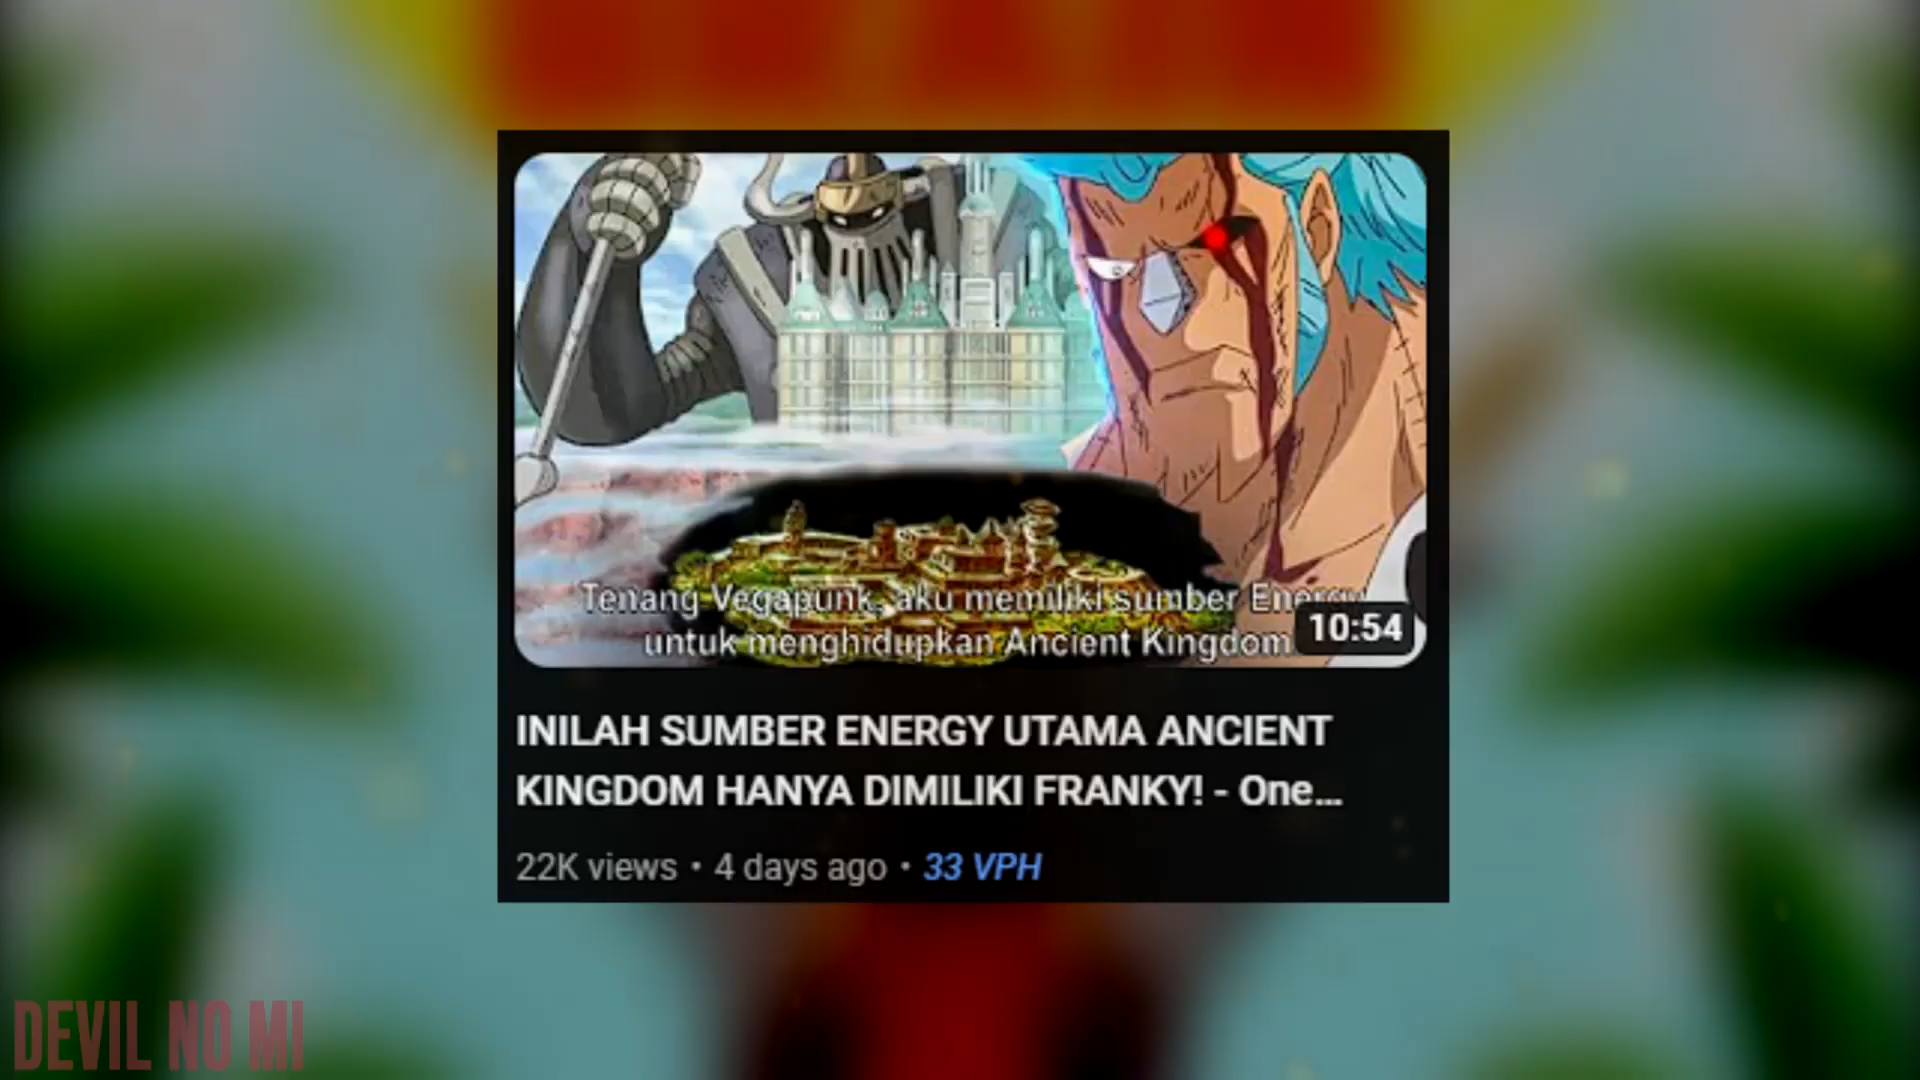 Tenang Vegapunk, aku memiliki sumber Energy
untuk menghidupkan Ancient Kingdom
10:54
INILAH SUMBER ENERGY UTAMA ANCIENT
KINGDOM HANYA DIMILIKI FRANKY! - One...
22K views • 4 days ago • 33 VPH
DEVIL NO MI